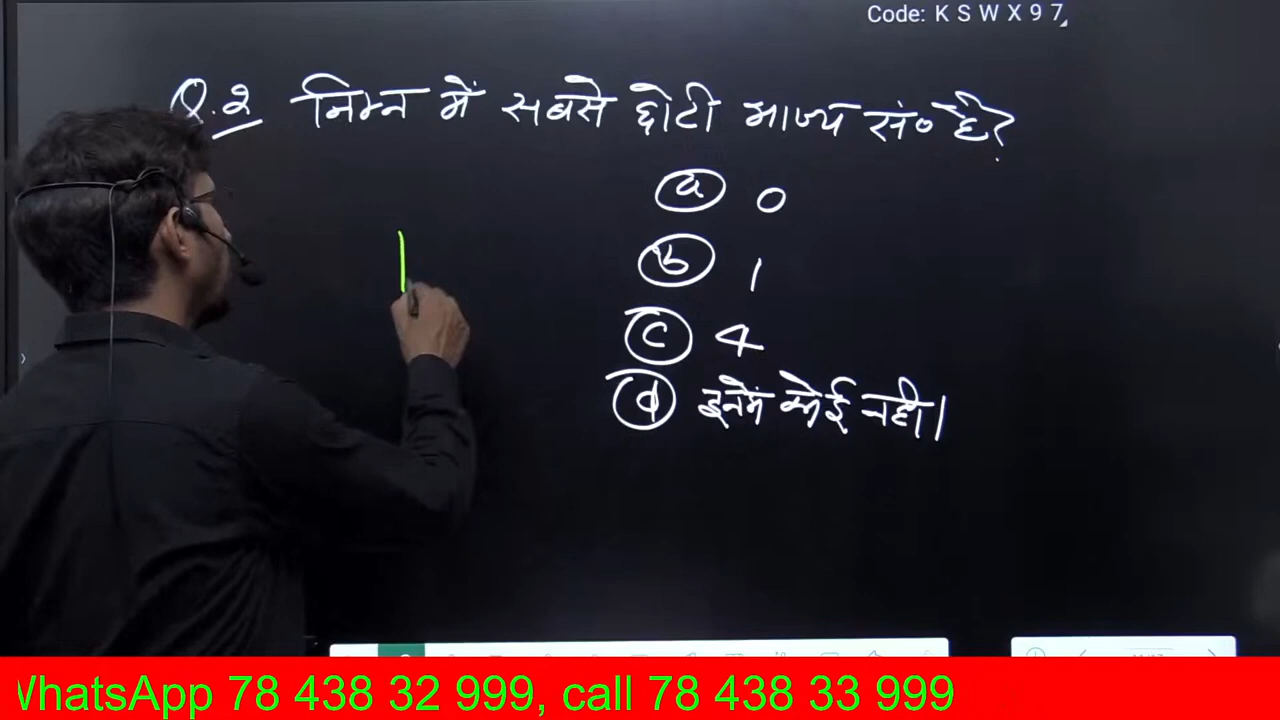 Code: K S W X 9 7
Q.2 निम्न में सबसे छोटी भाज्य सं० है?
(a) 0
(b) 1
(c) 4
(d) इनमें कोई नही।
WhatsApp 78 438 32 999, call 78 438 33 999